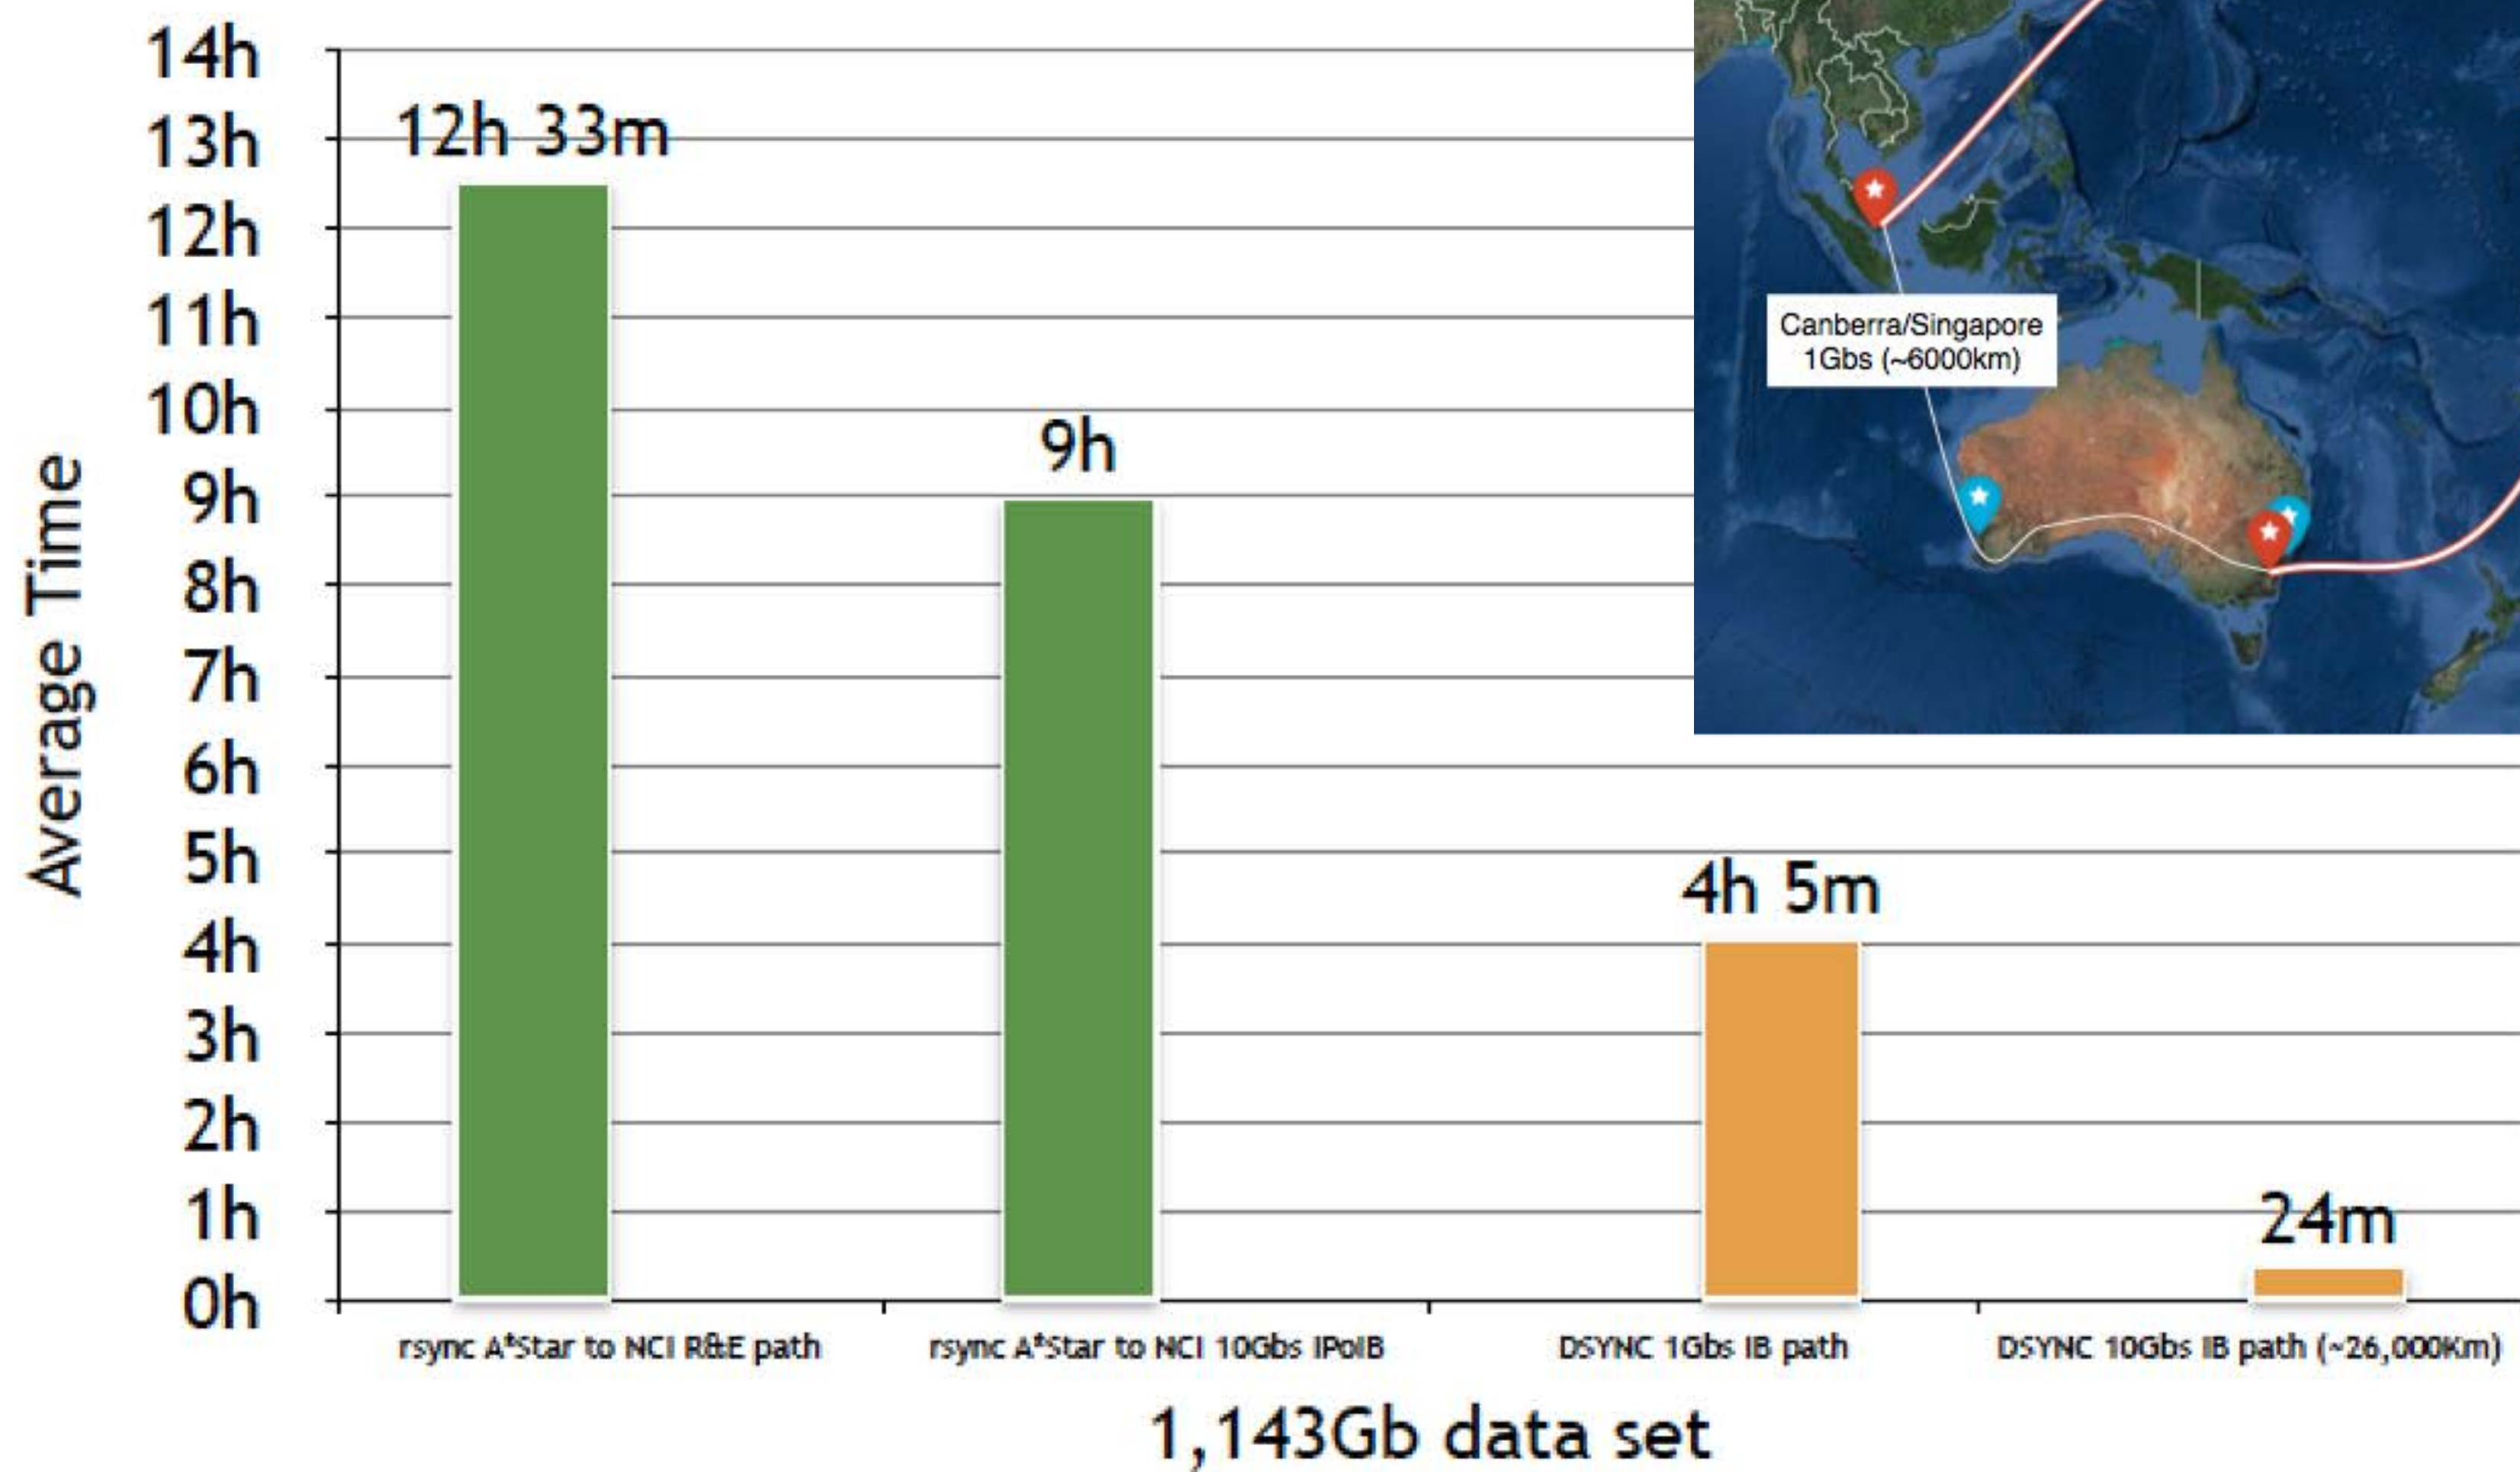 Average Time
14h
13h
12h
11h
10h
9h
8h
7h
6h
5h
4h
3h
2h
1h
0h
12h 33m
9h
4h 5m
24m
Canberra/Singapore
1Gbs (~6000km)
rsync A*Star to NCI R&E path
rsync A*Star to NCI 10Gbs IPoIB
DSYNC 1Gbs IB path
DSYNC 10Gbs IB path (~26,000Km)
1,143Gb data set